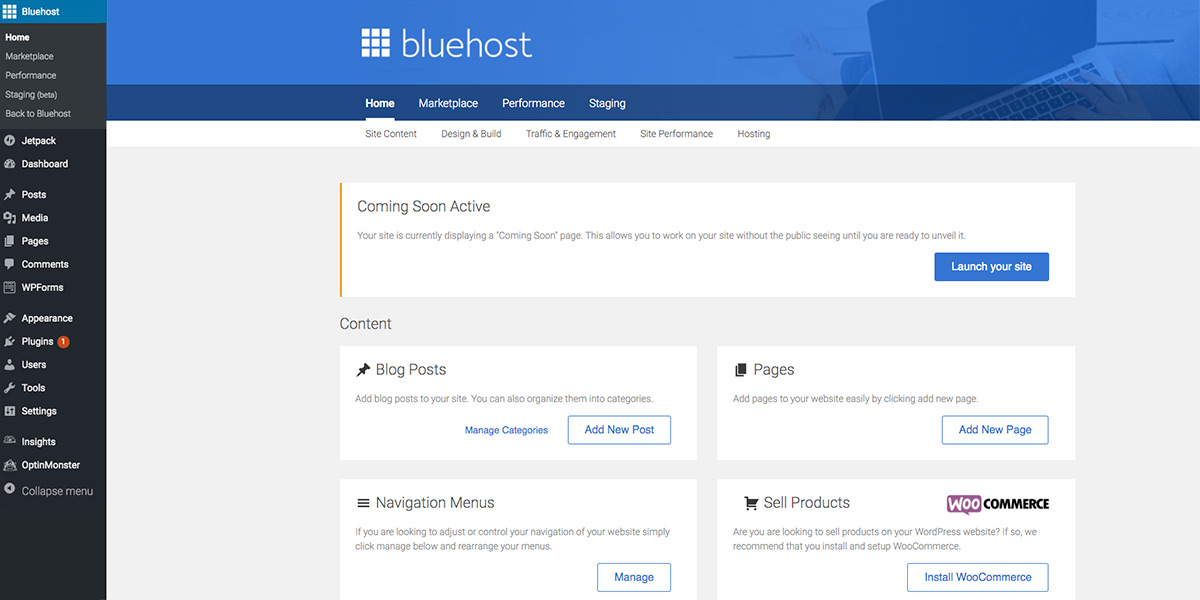 Bluehost
Home
Marketplace
Performance
Staging (beta)
Back to Bluehost
Jetpack
Dashboard
Posts
Media
Pages
Comments
WPForms
Appearance
Plugins 1
Users
Tools
Settings
Insights
OptinMonster
Collapse menu
bluehost
Home Marketplace Performance Staging
Site Content Design & Build Traffic & Engagement Site Performance Hosting
Coming Soon Active
Your site is currently displaying a "Coming Soon" page. This allows you to work on your site without the public seeing until you are ready to unveil it.
Launch your site
Content
Blog Posts
Add blog posts to your site. You can also organize them into categories.
Manage Categories Add New Post
Pages
Add pages to your website easily by clicking add new page.
Add New Page
Navigation Menus
If you are looking to adjust or control your navigation of your website simply
click manage below and rearrange your menus.
Manage
Sell Products WOO COMMERCE
Are you looking to sell products on your WordPress website? If so, we
recommend that you install and setup WooCommerce.
Install WooCommerce